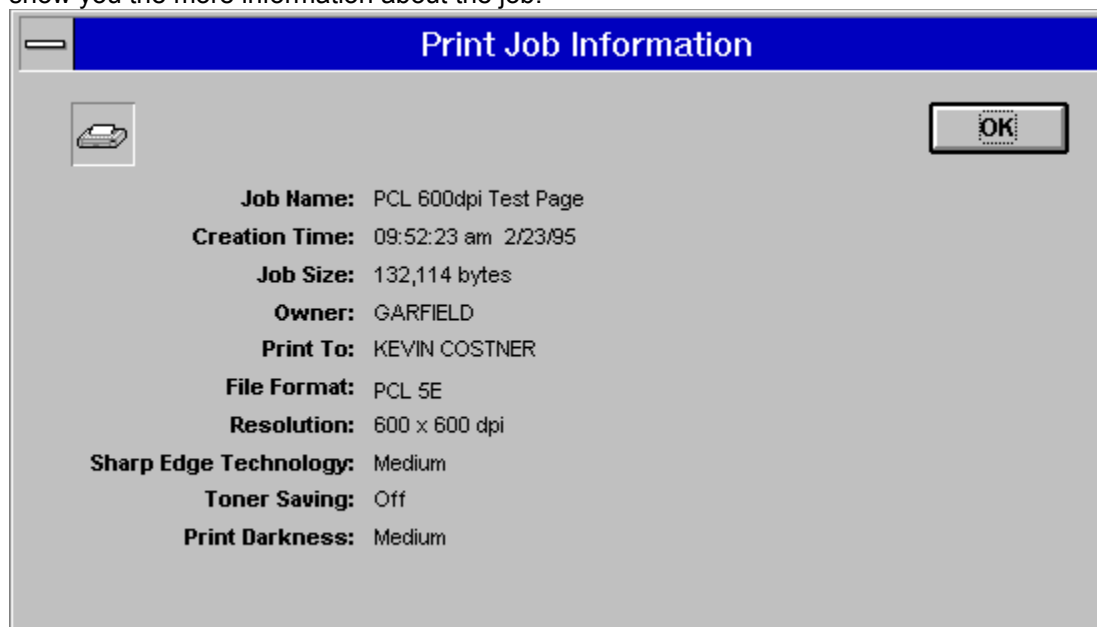 show you the more information about the job.
Print Job Information
OK
Job Name: PCL 600dpi Test Page
Creation Time: 09:52:23 am 2/23/95
Job Size: 132,114 bytes
Owner: GARFIELD
Print To: KEVIN COSTNER
File Format: PCL 5E
Resolution: 600 x 600 dpi
Sharp Edge Technology: Medium
Toner Saving: Off
Print Darkness: Medium